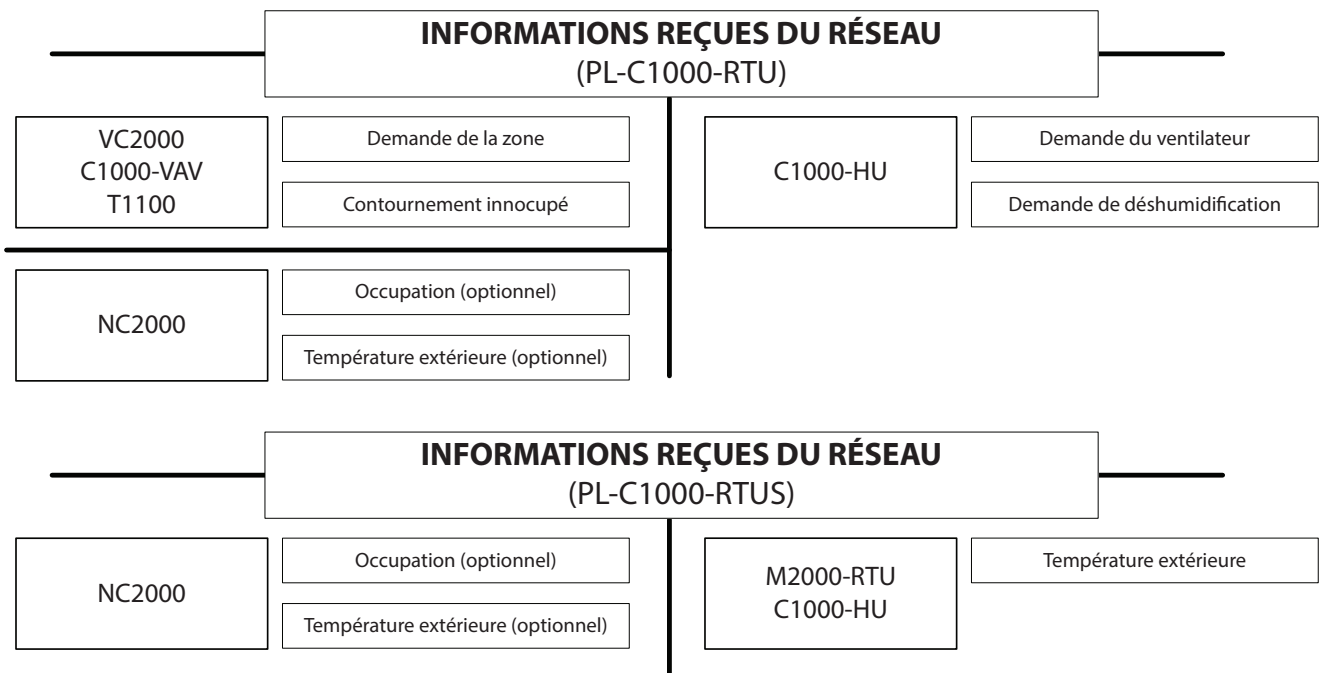 INFORMATIONS REÇUES DU RÉSEAU
(PL-C1000-RTU)
VC2000
C1000-VAV
T1100
Demande de la zone
Contournement innocupé
C1000-HU
Demande du ventilateur
Demande de déshumidification
NC2000
Occupation (optionnel)
Température extérieure (optionnel)
INFORMATIONS REÇUES DU RÉSEAU
(PL-C1000-RTUS)
NC2000
Occupation (optionnel)
Température extérieure (optionnel)
M2000-RTU
C1000-HU
Température extérieure